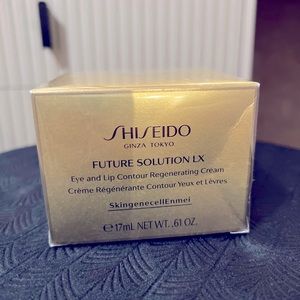 SHISEIDO
GINZA TOKYO
FUTURE SOLUTION LX
Eye and Lip Contour Regenerating Cream
Crème Régénérante Contour Yeux et Lèvres
SkingenecellEnmei
℮ 17mL NET WT. .61 OZ.